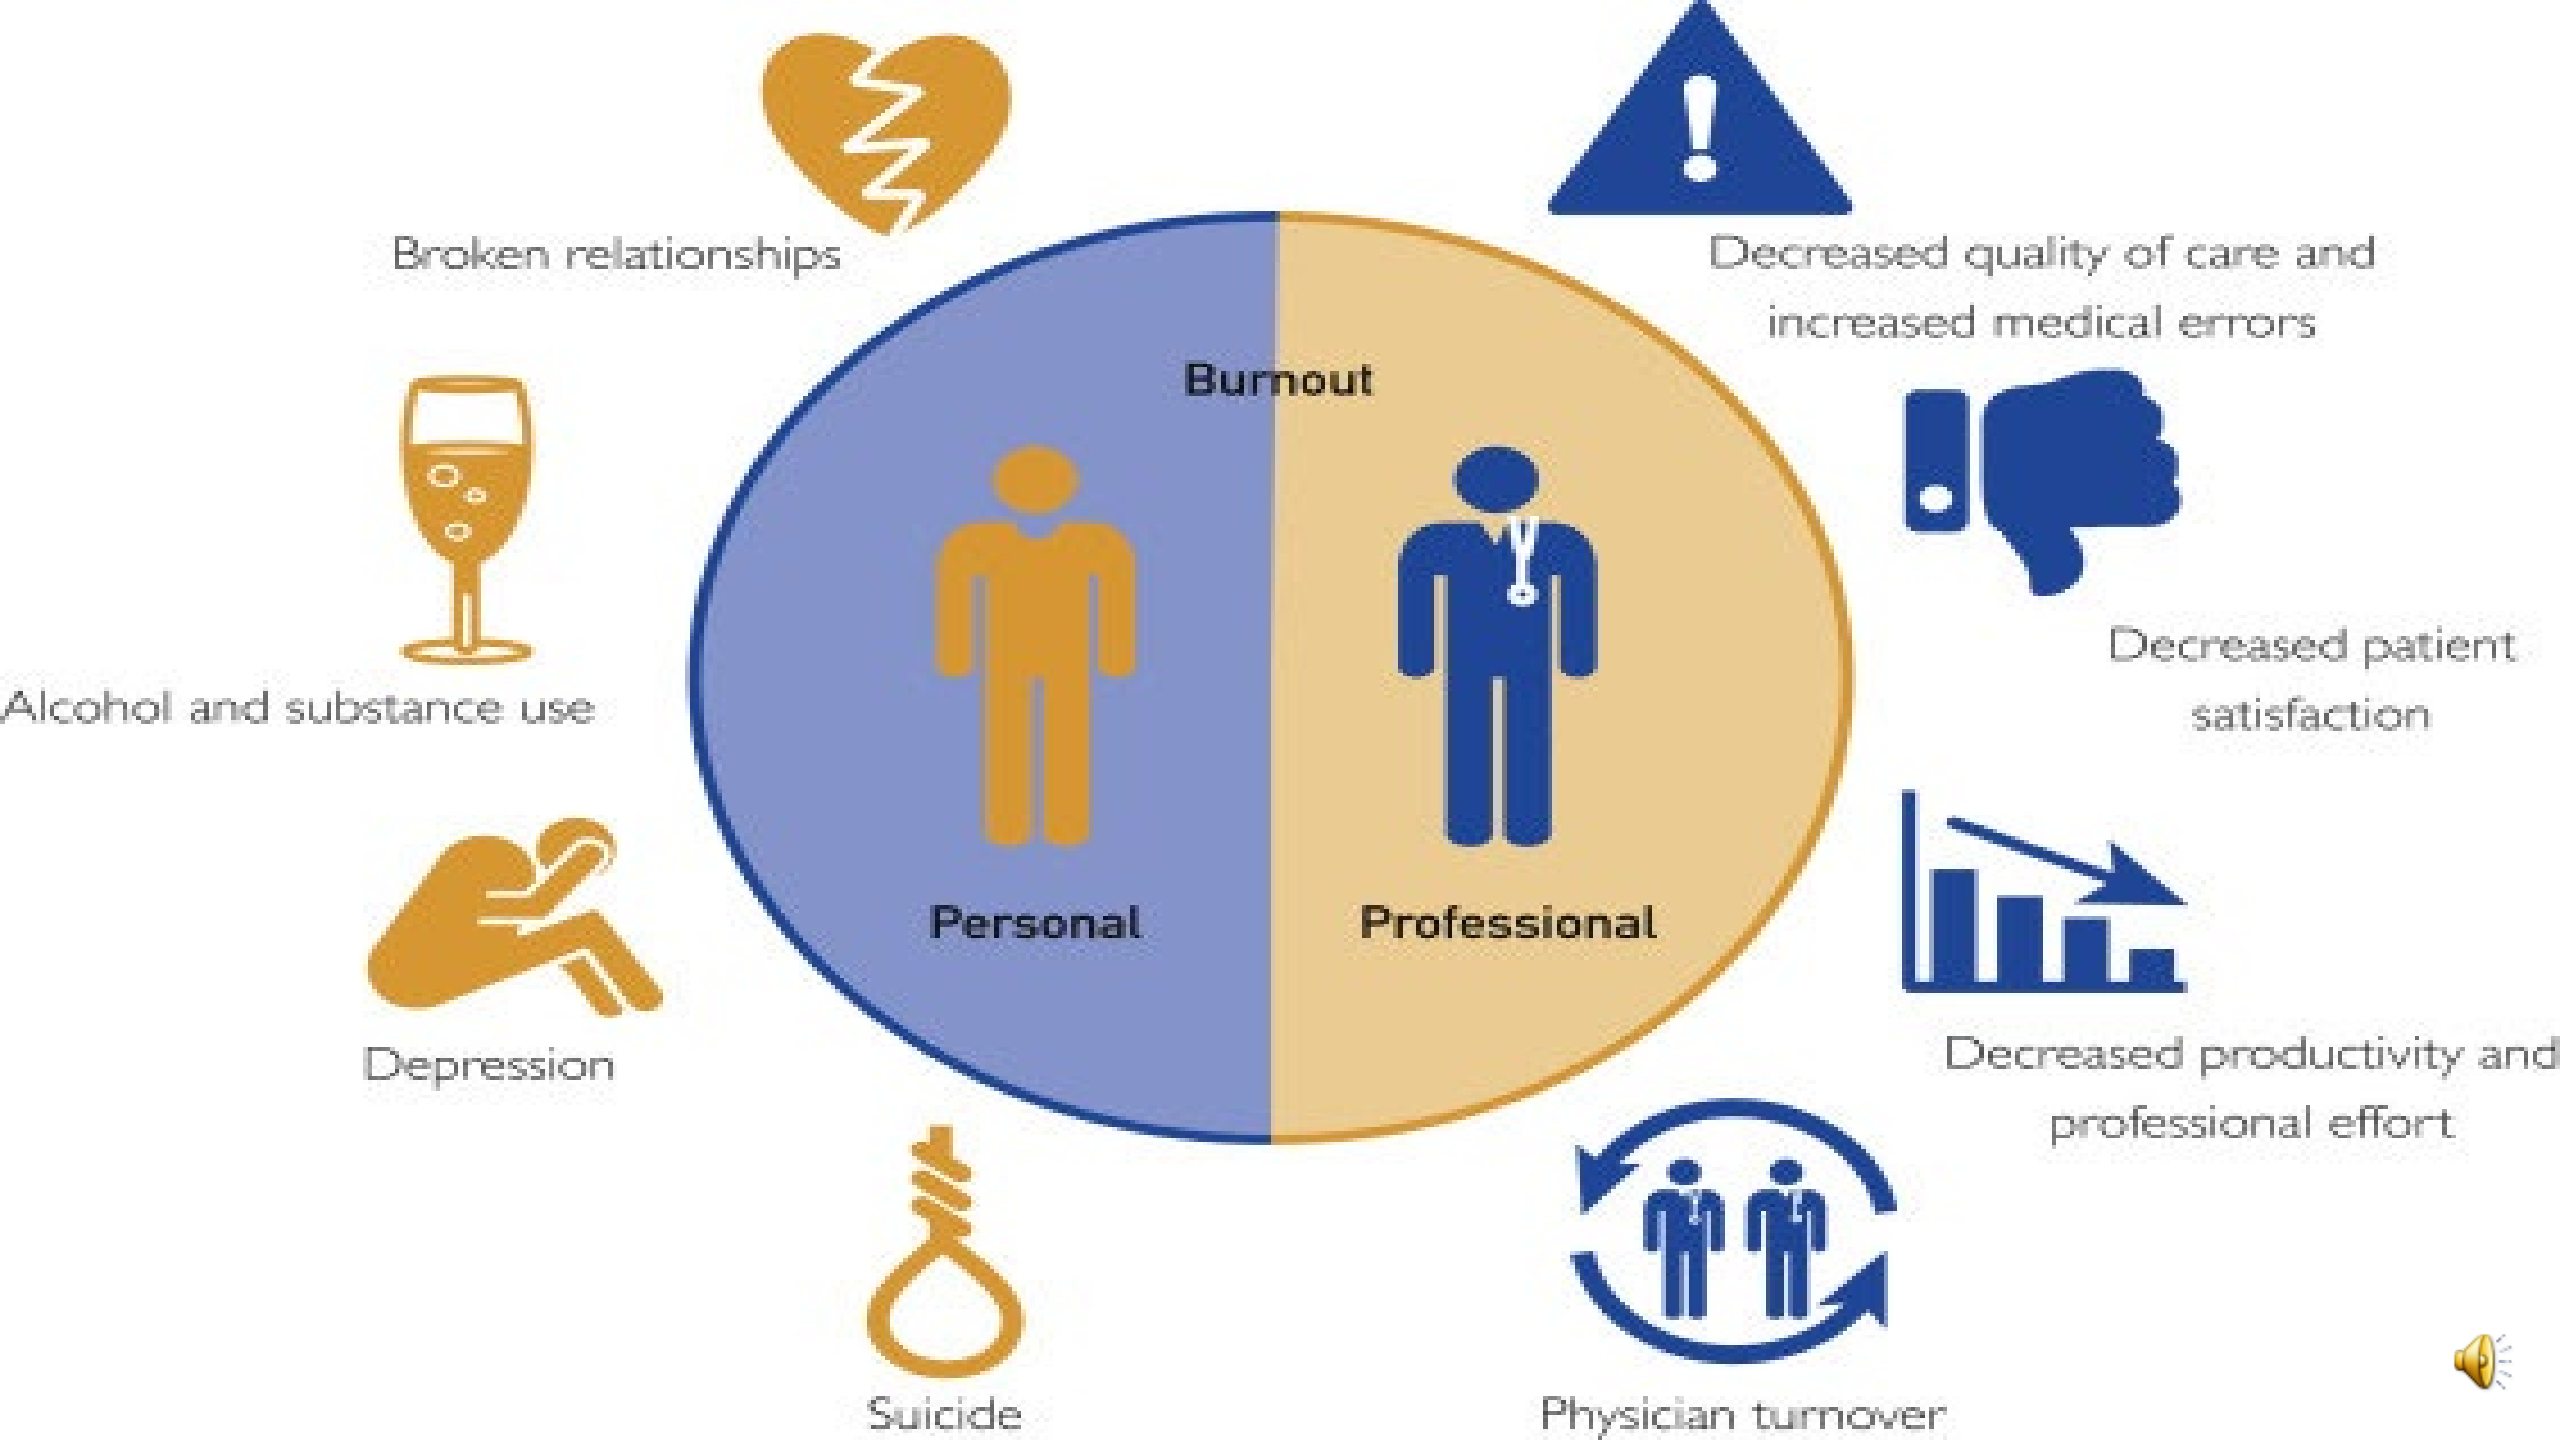 Broken relationships
Alcohol and substance use
Depression
Suicide
Burnout
Personal
Professional
Decreased quality of care and
increased medical errors
Decreased patient
satisfaction
Decreased productivity and
professional effort
Physician turnover